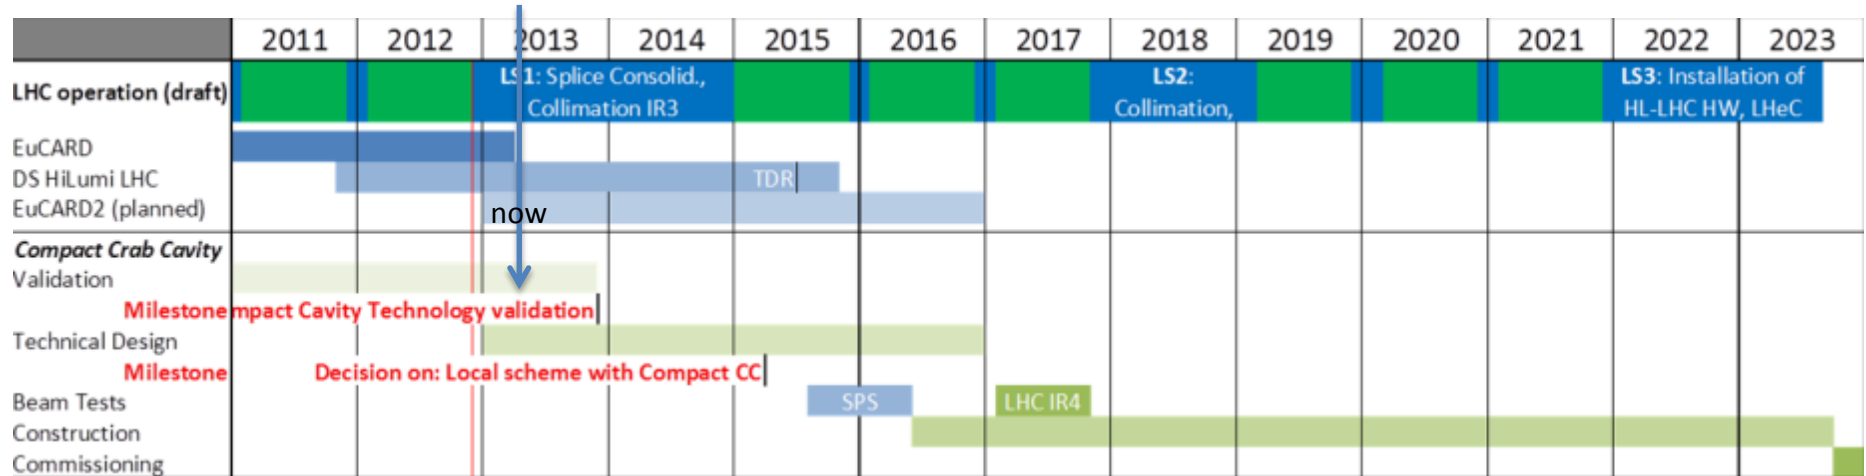 2011 2012 2013 2014 2015 2016 2017 2018 2019 2020 2021 2022 2023
LHC operation (draft)
LS1: Splice Consolid.,
Collimation IR3
LS2:
Collimation,
LS3: Installation of
HL-LHC HW, LHeC
EuCARD
DS HiLumi LHC TDR
EuCARD2 (planned)
now
Compact Crab Cavity
Validation
Milestone mpact Cavity Technology validation
Technical Design
Milestone Decision on: Local scheme with Compact CC
Beam Tests SPS LHC IR4
Construction
Commissioning